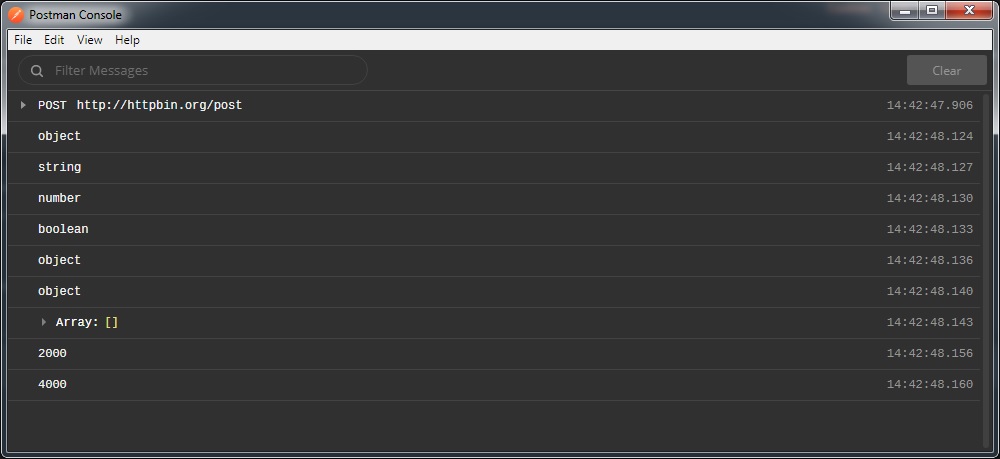 Postman Console
File Edit View Help
Filter Messages Clear
POST http://httpbin.org/post 14:42:47.906
object 14:42:48.124
string 14:42:48.127
number 14:42:48.130
boolean 14:42:48.133
object 14:42:48.136
object 14:42:48.140
Array: [] 14:42:48.143
2000 14:42:48.156
4000 14:42:48.160